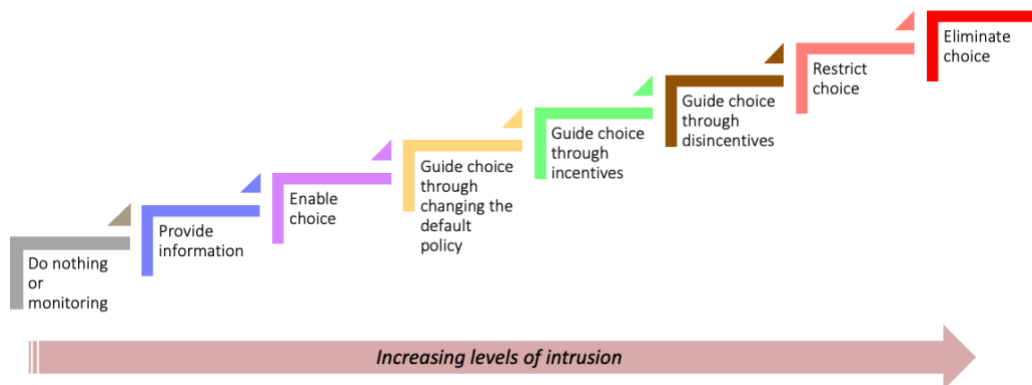 Do nothing
or
monitoring
Provide
information
Enable
choice
Guide choice
through
changing the
default
policy
Guide choice
through
incentives
Guide choice
through
disincentives
Restrict
choice
Eliminate
choice
Increasing levels of intrusion